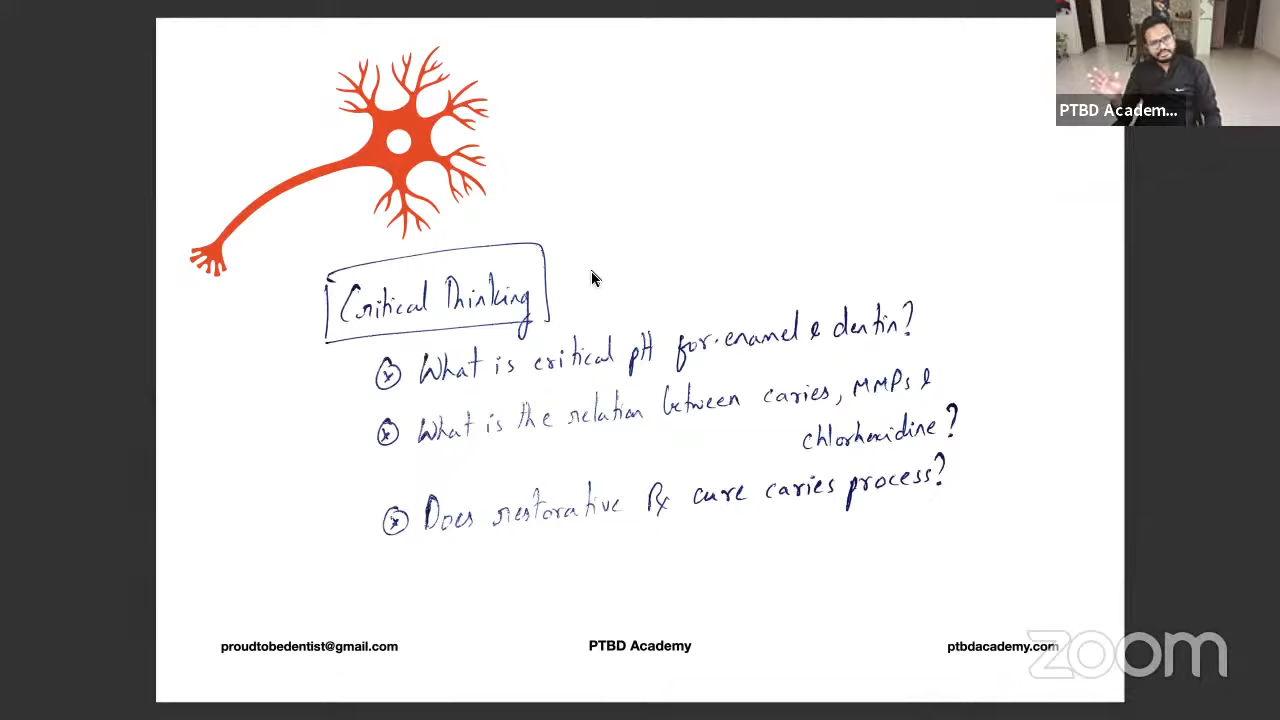 PTBD Academ...
Critical Thinking
What is critical pH for enamel & dentin?
What is the relation between caries, MMPs &
chlorhexidine?
Does restorative Rx cure caries process?
proudtobedentist@gmail.com
PTBD Academy
ptbdacademy.com
zoom